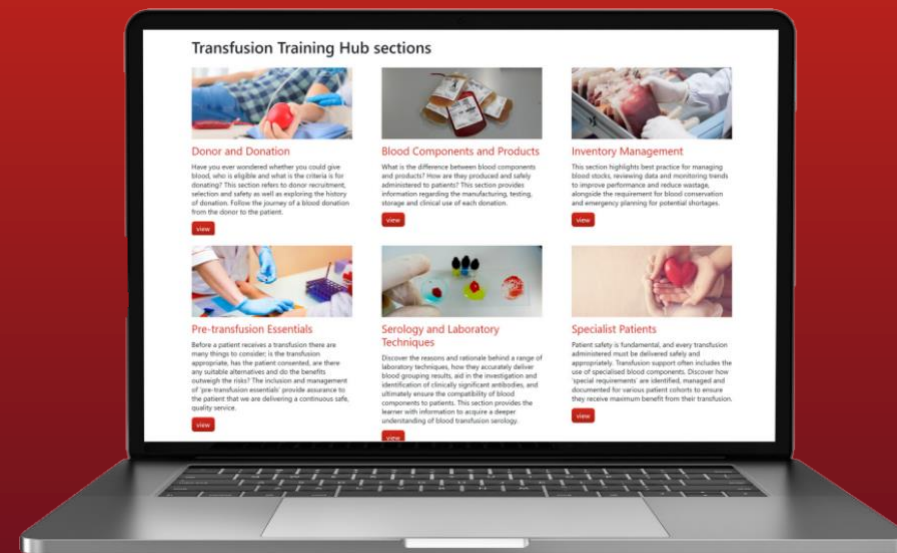 Transfusion Training Hub sections
Donor and Donation
Have you ever wondered whether you could give
blood, who is eligible and what is the criteria for
donating? This section refers to donor recruitment,
selection and safety as well as exploring the history
of donation. Follow the journey of a blood donation
from the donor to the patient.
view
Blood Components and Products
What is the difference between blood components
and products? How are they produced and safely
administered to patients? This section provides
information regarding the manufacturing, testing,
storage and clinical use of each donation.
view
Inventory Management
This section highlights best practice for managing
blood stocks, reviewing data and monitoring trends
to improve performance and reduce wastage,
alongside the requirement for blood conservation
and emergency planning for potential shortages.
view
Pre-transfusion Essentials
Before a patient receives a transfusion there are
many things to consider; is the transfusion
appropriate, has the patient consented, are there
any suitable alternatives and do the benefits
outweigh the risks? The inclusion and management
of 'pre-transfusion essentials' provide assurance to
the patient that we are delivering a continuous safe,
quality service.
view
Serology and Laboratory
Techniques
Discover the reasons and rationale behind a range of
laboratory techniques, how they accurately deliver
blood grouping results, aid in the investigation and
identification of clinically significant antibodies, and
ultimately ensure the compatibility of blood
components to patients. This section provides the
learner with information to acquire a deeper
understanding of blood transfusion serology.
view
Specialist Patients
Patient safety is fundamental, and every transfusion
administered must be delivered safely and
appropriately. Transfusion support often includes the
use of specialised blood components. Discover how
'special requirements' are identified, managed and
documented for various patient cohorts to ensure
they receive maximum benefit from their transfusion.
view